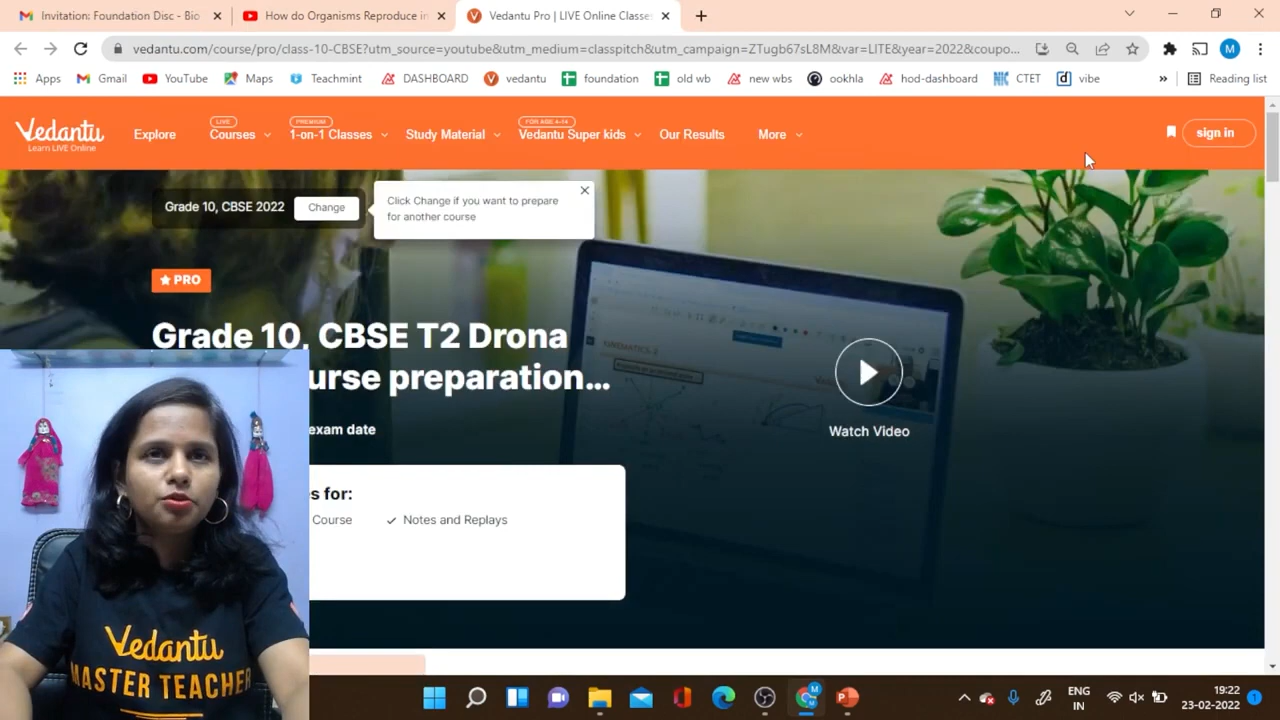 Invitation: Foundation Disc - Bio
How do Organisms Reproduce in
Vedantu Pro | LIVE Online Classes
vedantu.com/course/pro/class-10-CBSE?utm_source=youtube&utm_medium=classpitch&utm_campaign=ZTugb67sL8M&var=LITE&year=2022&coupo...
Apps Gmail YouTube Maps Teachmint DASHBOARD vedantu foundation old wb new wbs ookhla hod-dashboard CTET vibe » Reading list
Vedantu
Learn LIVE Online
Explore
LIVE
Courses
PREMIUM
1-on-1 Classes
Study Material
FOR AGE 4-14
Vedantu Super kids
Our Results
More
sign in
Grade 10, CBSE 2022
Change
Click Change if you want to prepare
for another course
PRO
Grade 10, CBSE T2 Drona
urse preparation...
exam date
Watch Video
s for:
Course
Notes and Replays
Vedantu
MASTER TEACHER
ENG
IN
19:22
23-02-2022